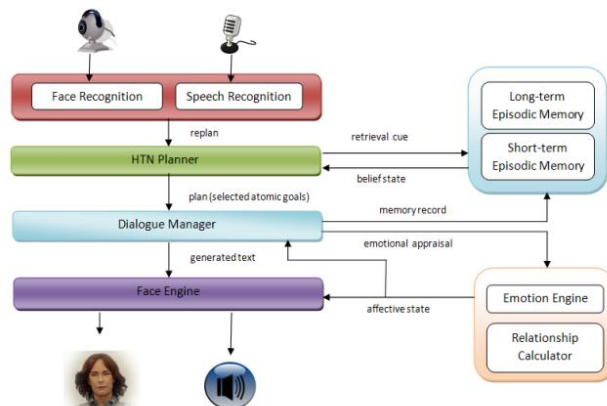 Face Recognition
Speech Recognition
Long-term
Episodic Memory
replan
retrieval cue
HTN Planner
Short-term
Episodic Memory
belief state
plan (selected atomic goals)
memory record
Dialogue Manager
emotional appraisal
generated text
Face Engine
affective state
Emotion Engine
Relationship
Calculator